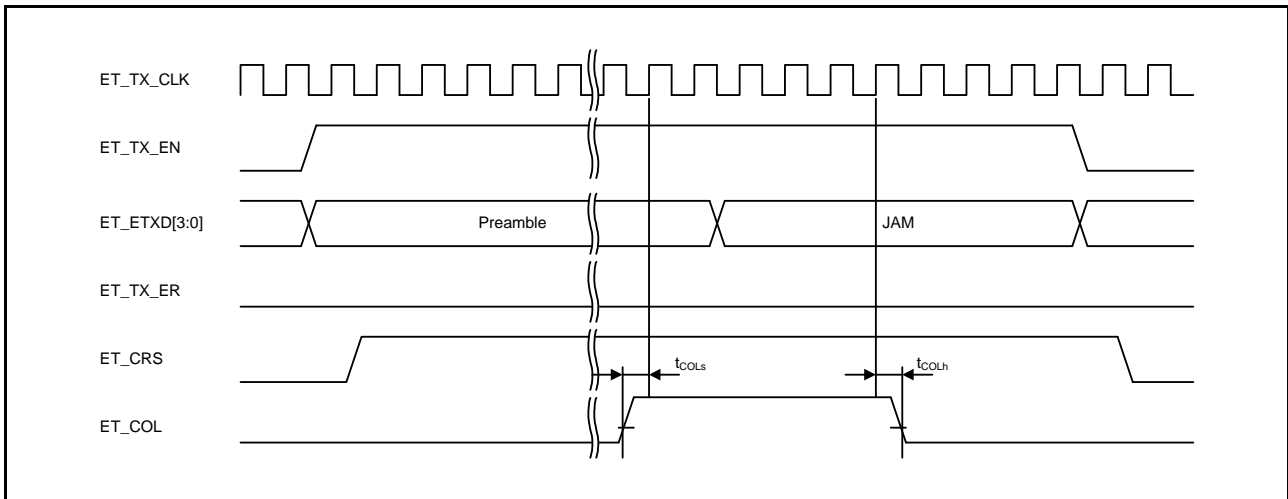 ET_TX_CLK
ET_TX_EN
ET_ETXD[3:0]
Preamble
JAM
ET_TX_ER
ET_CRS
tCOLs
tCOLh
ET_COL